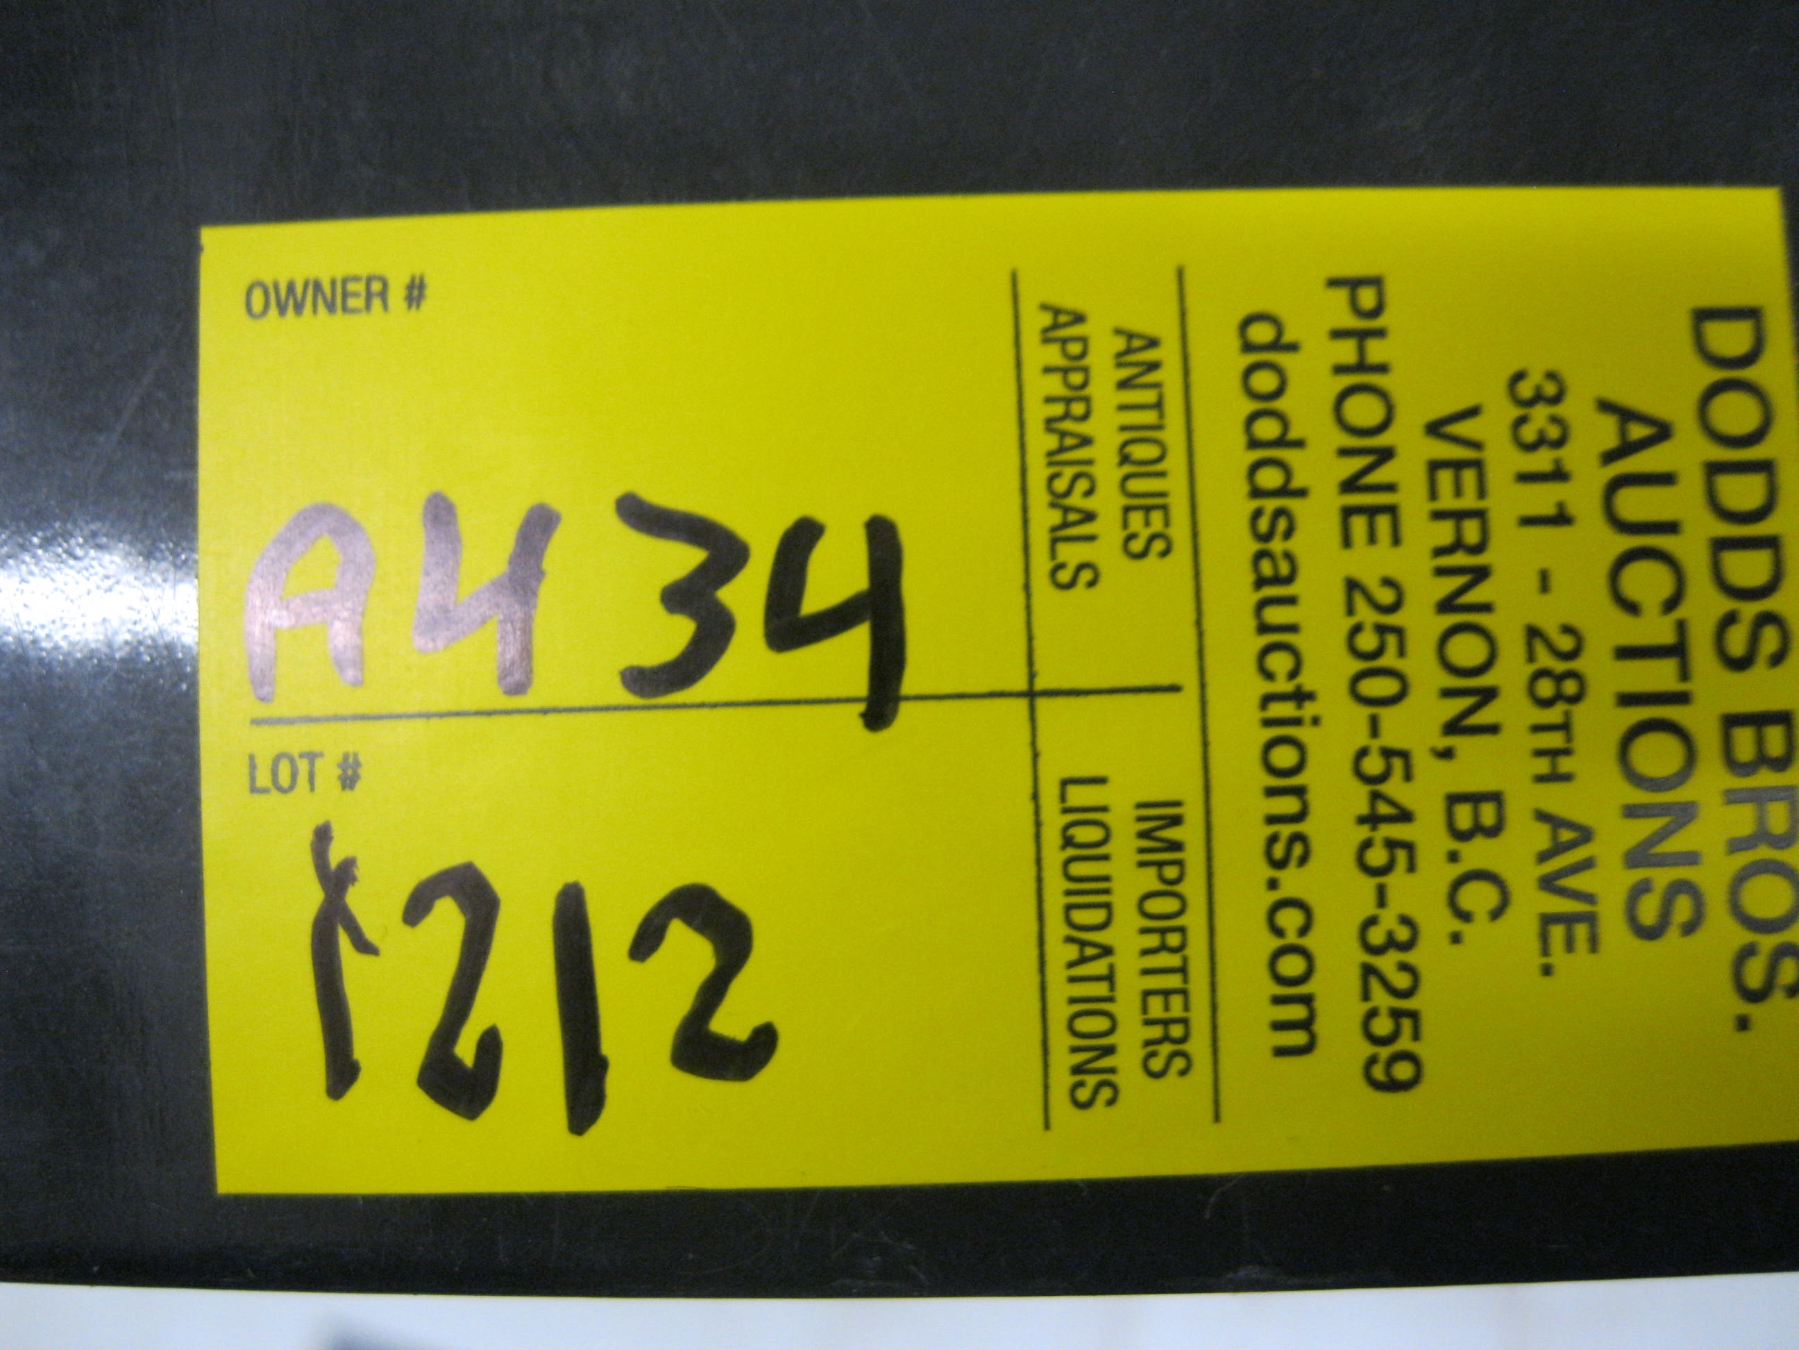 DODDS BROS.
AUCTIONS
3311 - 28TH AVE.
VERNON, B.C.
PHONE 250-545-3259
doddsauctions.com
ANTIQUES IMPORTERS
APPRAISALS LIQUIDATIONS
OWNER #
A434
LOT #
1212